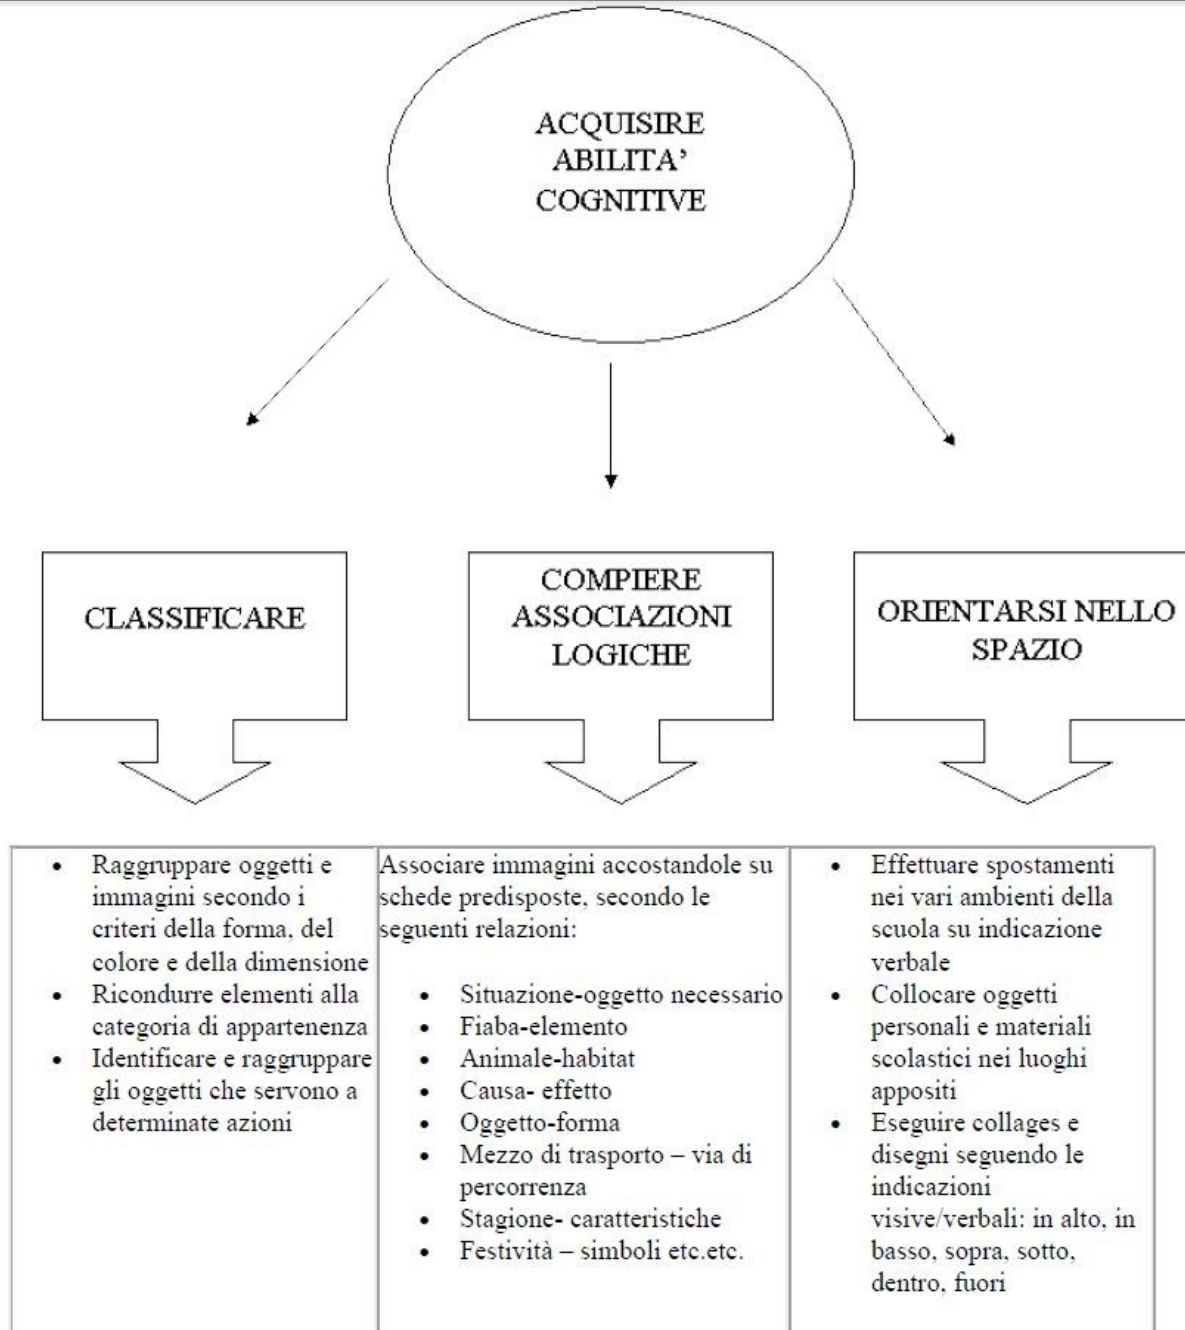 ACQUISIRE
ABILITA’
COGNITIVE
CLASSIFICARE
COMPIERE
ASSOCIAZIONI
LOGICHE
ORIENTARSI NELLO
SPAZIO
• Raggruppare oggetti e
immagini secondo i
criteri della forma, del
colore e della dimensione
• Ricondurre elementi alla
categoria di appartenenza
• Identificare e raggruppare
gli oggetti che servono a
determinate azioni
Associare immagini accostandole su
schede predisposte, secondo le
seguenti relazioni:
• Situazione-oggetto necessario
• Fiaba-elemento
• Animale-habitat
• Causa- effetto
• Oggetto-forma
• Mezzo di trasporto – via di
percorrenza
• Stagione- caratteristiche
• Festività – simboli etc.etc.
• Effettuare spostamenti
nei vari ambienti della
scuola su indicazione
verbale
• Collocare oggetti
personali e materiali
scolastici nei luoghi
appositi
• Eseguire collages e
disegni seguendo le
indicazioni
visive/verbali: in alto, in
basso, sopra, sotto,
dentro, fuori